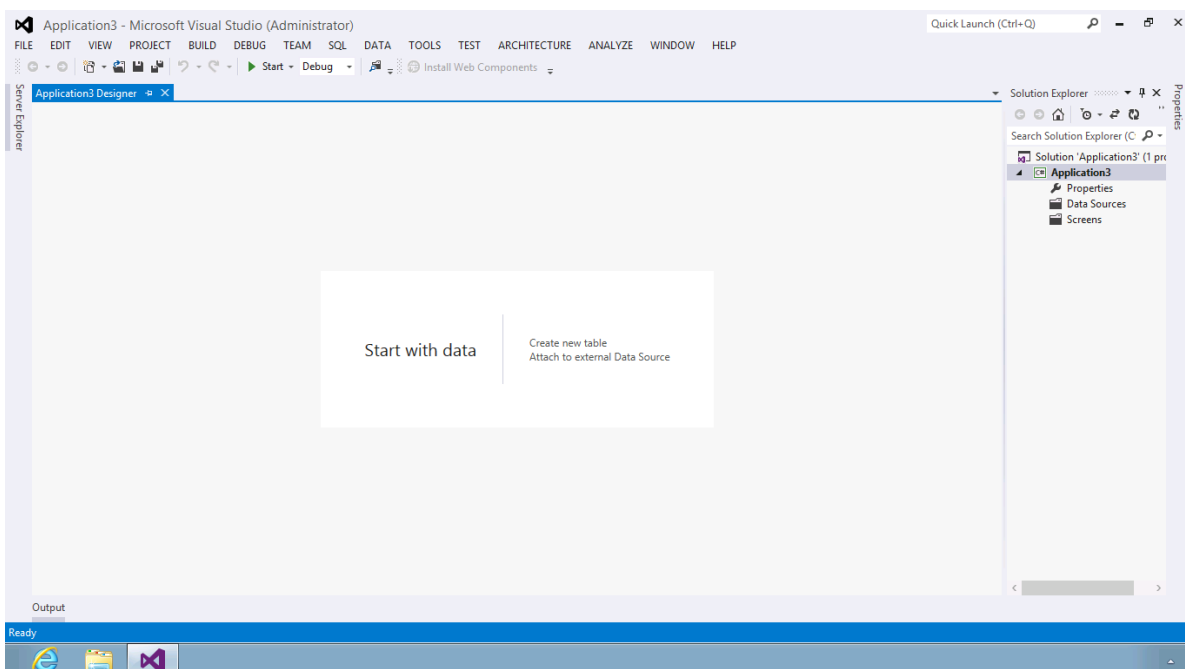 Application3 - Microsoft Visual Studio (Administrator)
Quick Launch (Ctrl+Q)
FILE EDIT VIEW PROJECT BUILD DEBUG TEAM SQL DATA TOOLS TEST ARCHITECTURE ANALYZE WINDOW HELP
Start Debug Install Web Components
Server Explorer
Application3 Designer
Solution Explorer
Properties
Search Solution Explorer (C
Solution 'Application3' (1 pro
Application3
Properties
Data Sources
Screens
Start with data
Create new table
Attach to external Data Source
Output
Ready